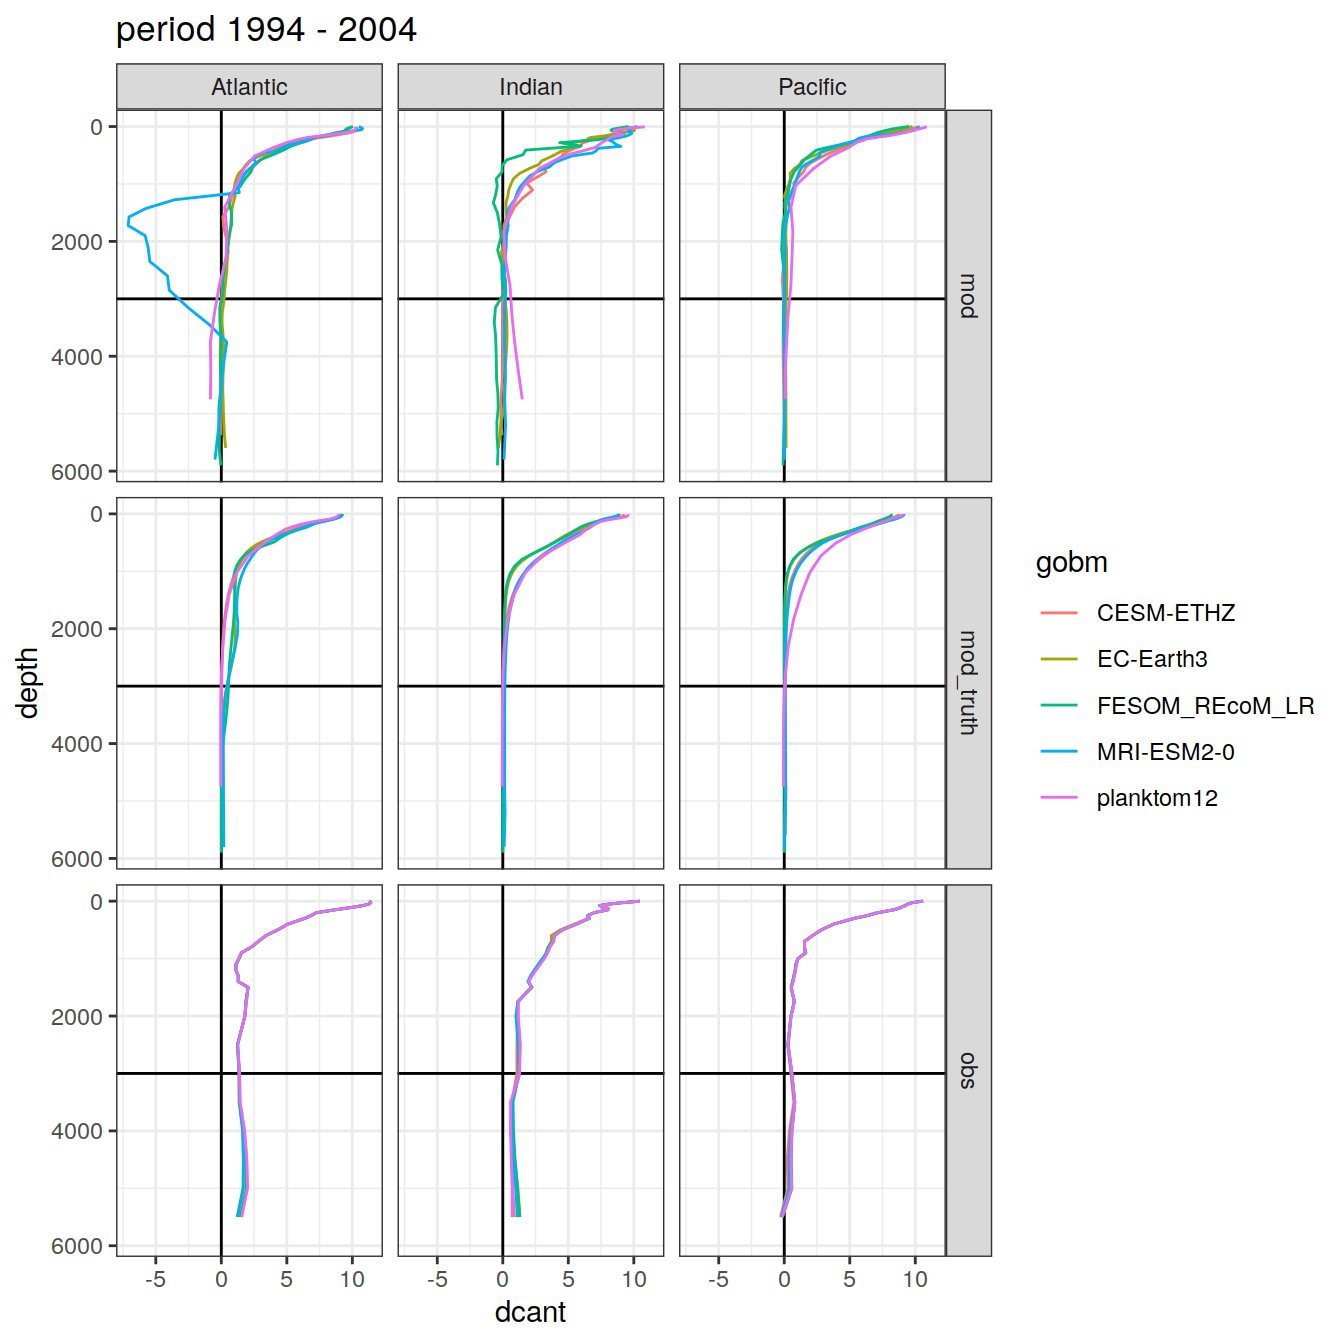 period 1994 - 2004
Atlantic
Indian
Pacific
0
2000
4000
6000
mod
0
2000
4000
6000
mod_truth
0
2000
4000
6000
obs
-5 0 5 10
-5 0 5 10
-5 0 5 10
dcant
depth
gobm
CESM-ETHZ
EC-Earth3
FESOM_REcoM_LR
MRI-ESM2-0
planktom12